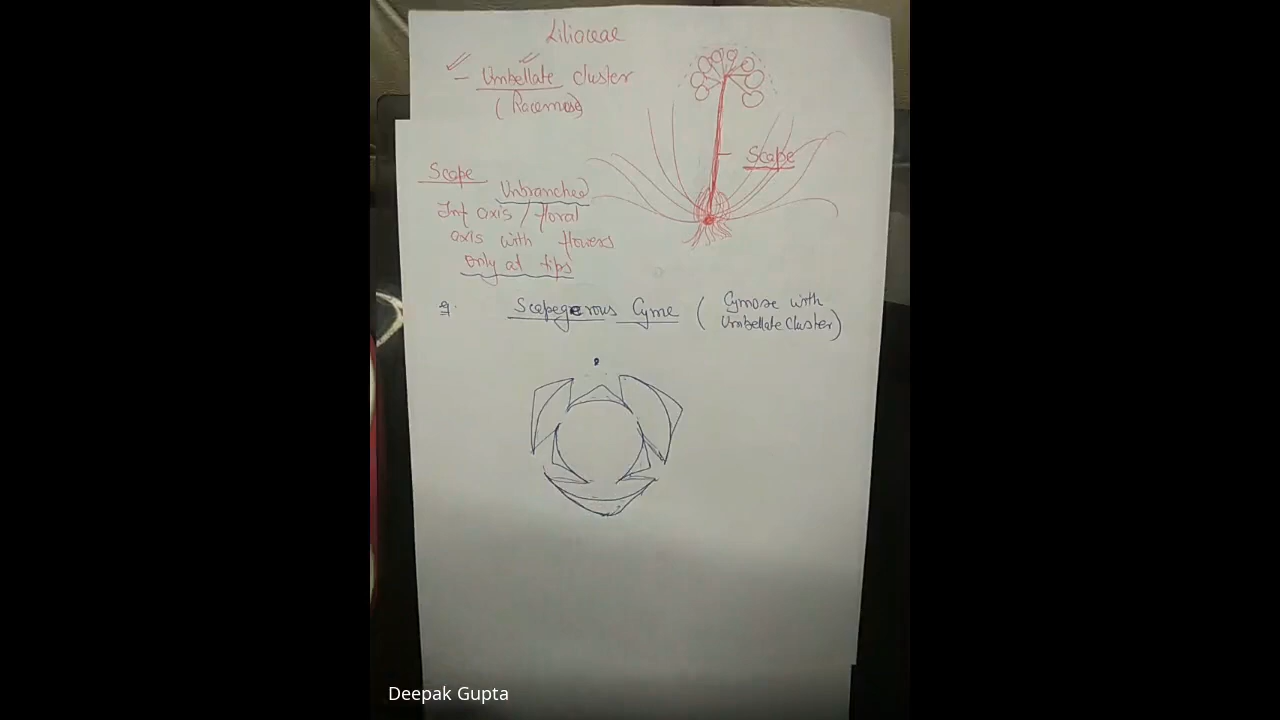 Liliaceae
- Umbellate cluster
(Racemose)
Scape
Scape
Unbranched
Inf axis / floral
axis with flowers
only at tips
Scapegerous Cyme ( Cymose with
Umbellate Cluster)
Deepak Gupta